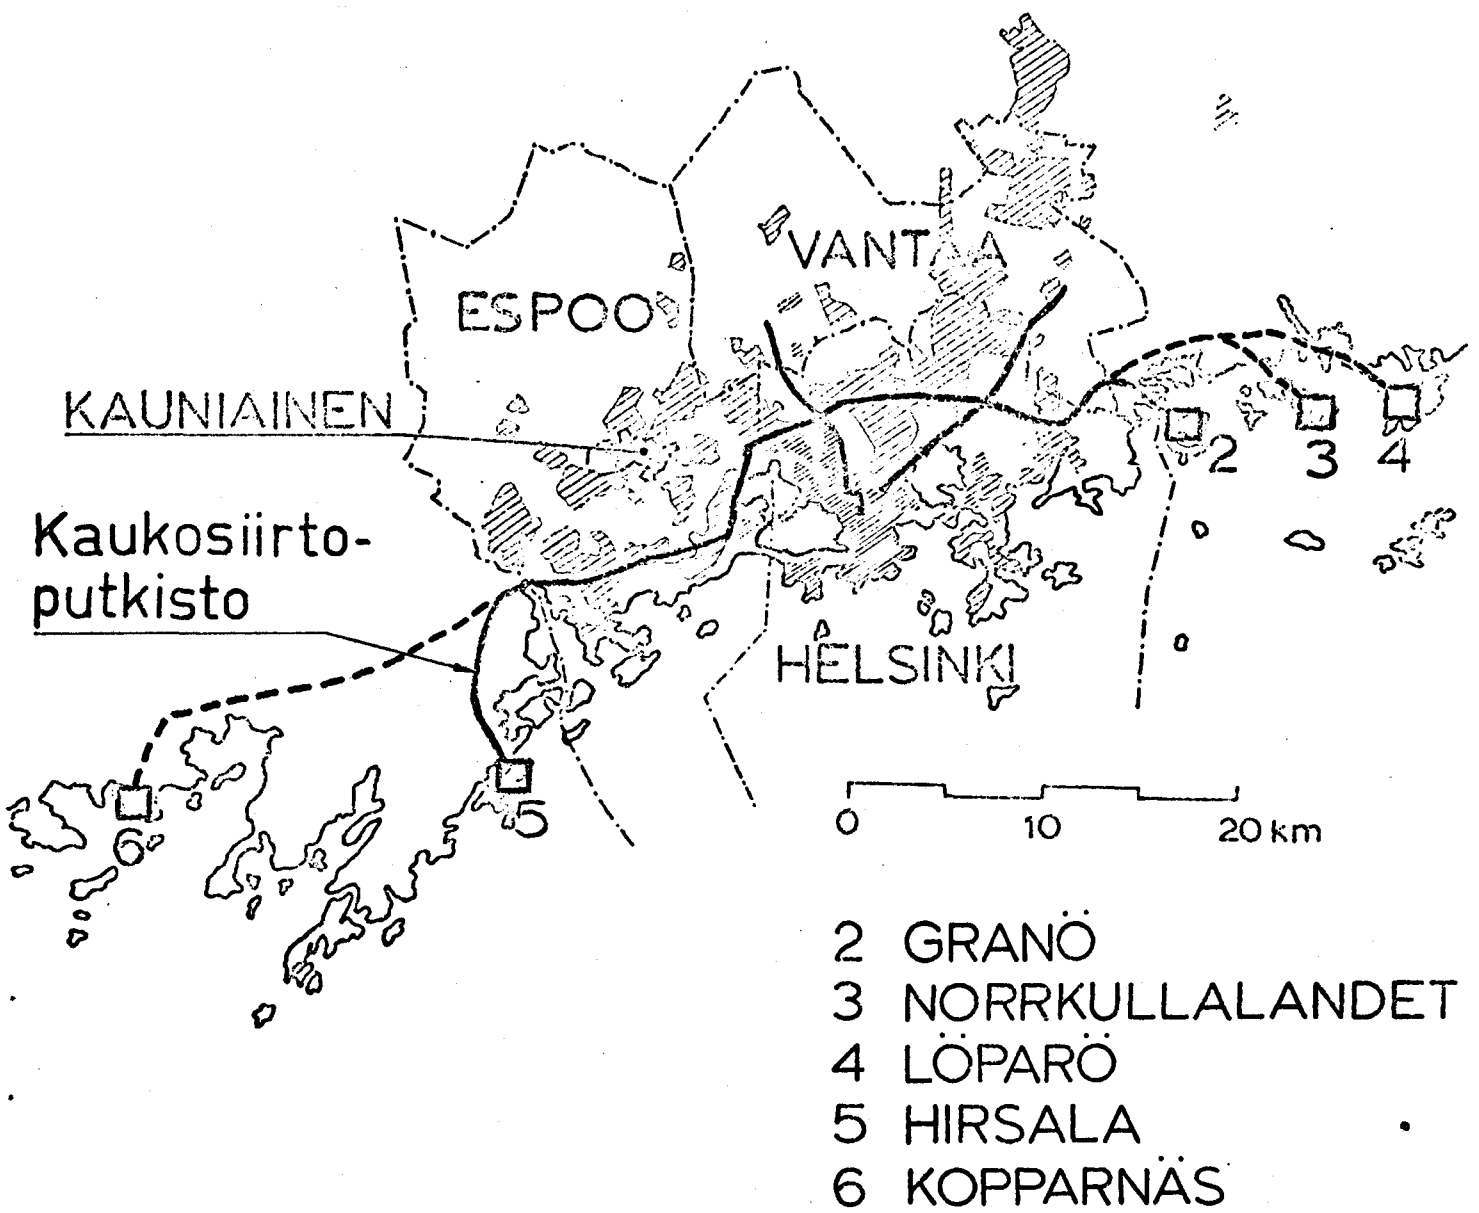 VANTAA
ESPOO
KAUNIAINEN
2
3
4
Kaukosiirto-
putkisto
HELSINKI
5
6
0 10 20 km
2 GRANÖ
3 NORRKULLALANDET
4 LÖPARÖ
5 HIRSALA
6 KOPPARNÄS